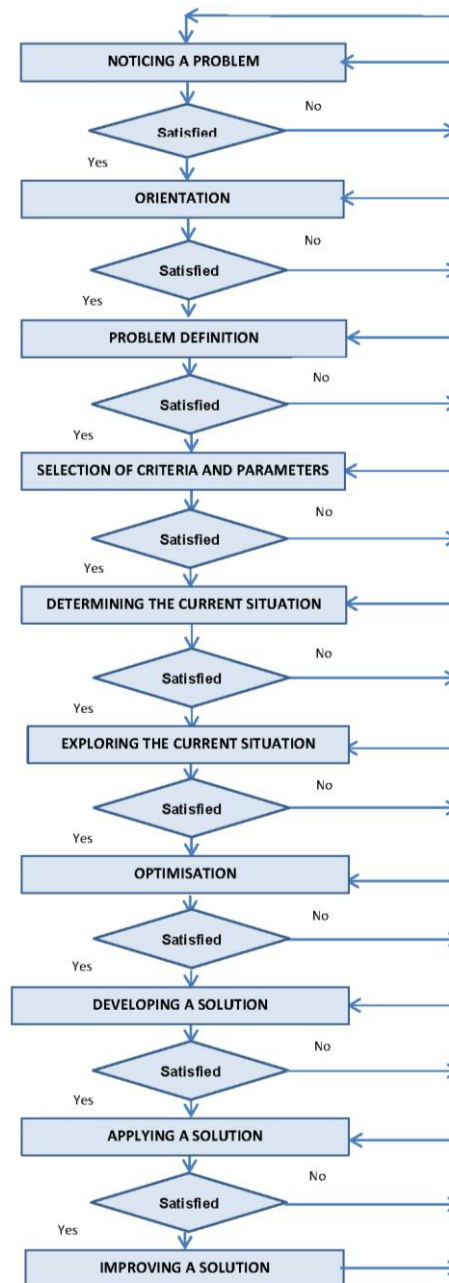 NOTICING A PROBLEM
No
Satisfied
Yes
ORIENTATION
No
Satisfied
Yes
PROBLEM DEFINITION
No
Satisfied
Yes
SELECTION OF CRITERIA AND PARAMETERS
No
Satisfied
Yes
DETERMINING THE CURRENT SITUATION
No
Satisfied
Yes
EXPLORING THE CURRENT SITUATION
No
Satisfied
Yes
OPTIMISATION
No
Satisfied
Yes
DEVELOPING A SOLUTION
No
Satisfied
Yes
APPLYING A SOLUTION
No
Satisfied
Yes
IMPROVING A SOLUTION